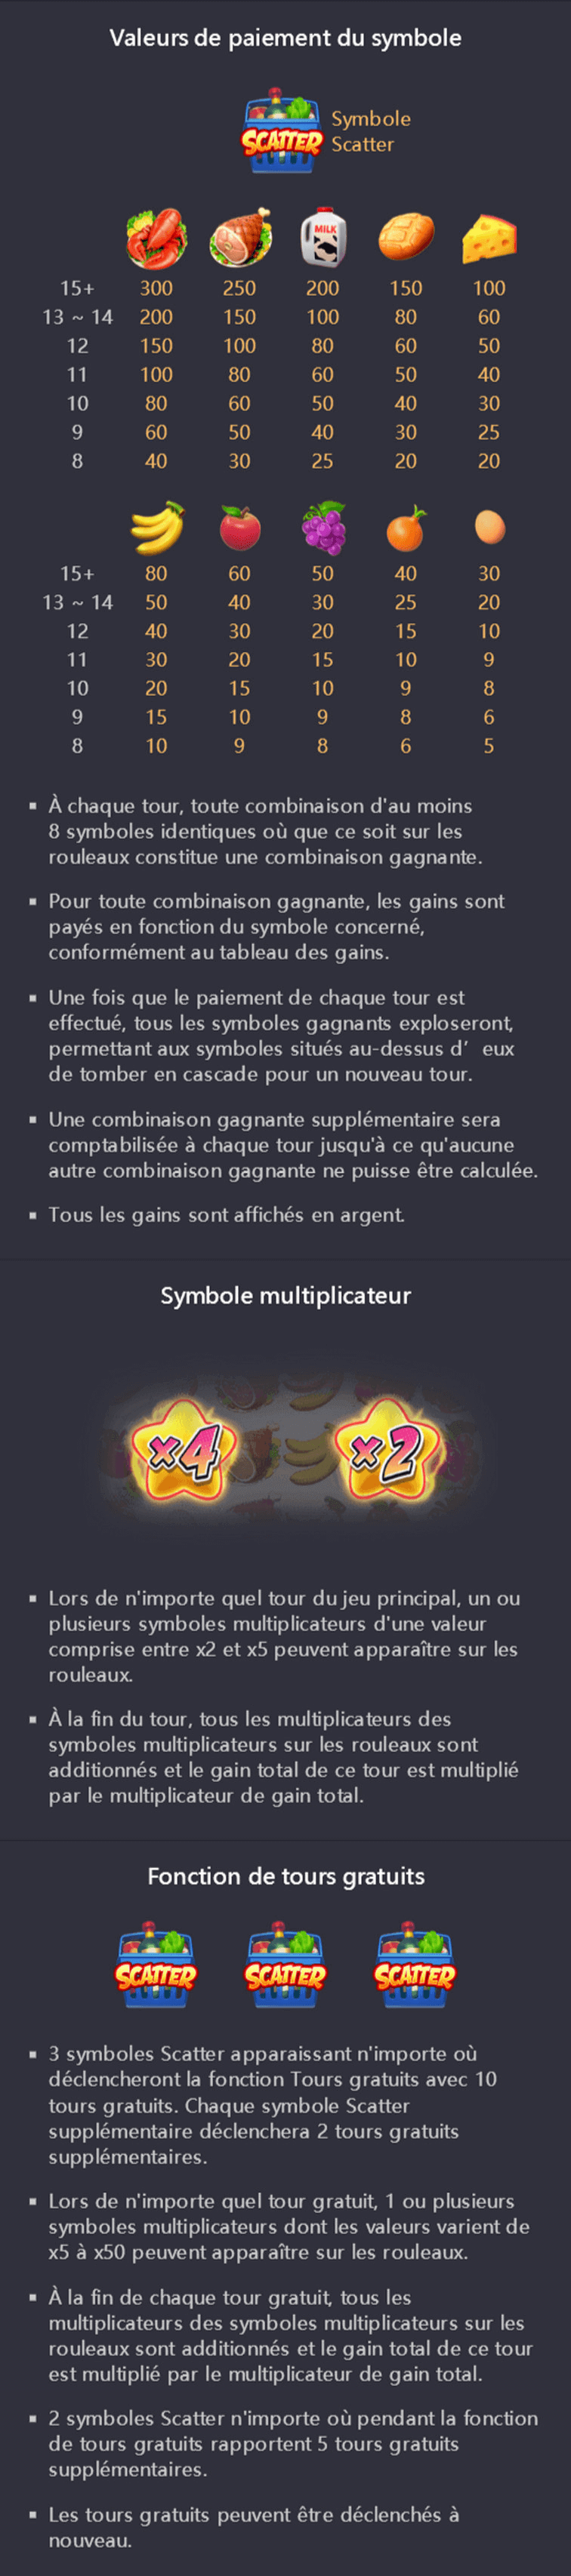 Valeurs de paiement du symbole
SCATTER
Symbole
Scatter
MILK
15+ 300 250 200 150 100
13 ~ 14 200 150 100 80 60
12 150 100 80 60 50
11 100 80 60 50 40
10 80 60 50 40 30
9 60 50 40 30 25
8 40 30 25 20 20
15+ 80 60 50 40 30
13 ~ 14 50 40 30 25 20
12 40 30 20 15 10
11 30 20 15 10 9
10 20 15 10 9 8
9 15 10 9 8 6
8 10 9 8 6 5
▪ À chaque tour, toute combinaison d'au moins
8 symboles identiques où que ce soit sur les
rouleaux constitue une combinaison gagnante.
▪ Pour toute combinaison gagnante, les gains sont
payés en fonction du symbole concerné,
conformément au tableau des gains.
▪ Une fois que le paiement de chaque tour est
effectué, tous les symboles gagnants exploseront,
permettant aux symboles situés au-dessus d’ eux
de tomber en cascade pour un nouveau tour.
▪ Une combinaison gagnante supplémentaire sera
comptabilisée à chaque tour jusqu'à ce qu'aucune
autre combinaison gagnante ne puisse être calculée.
▪ Tous les gains sont affichés en argent.
Symbole multiplicateur
x4 x2
▪ Lors de n'importe quel tour du jeu principal, un ou
plusieurs symboles multiplicateurs d'une valeur
comprise entre x2 et x5 peuvent apparaître sur les
rouleaux.
▪ À la fin du tour, tous les multiplicateurs des
symboles multiplicateurs sur les rouleaux sont
additionnés et le gain total de ce tour est multiplié
par le multiplicateur de gain total.
Fonction de tours gratuits
SCATTER SCATTER SCATTER
▪ 3 symboles Scatter apparaissant n'importe où
déclencheront la fonction Tours gratuits avec 10
tours gratuits. Chaque symbole Scatter
supplémentaire déclenchera 2 tours gratuits
supplémentaires.
▪ Lors de n'importe quel tour gratuit, 1 ou plusieurs
symboles multiplicateurs dont les valeurs varient de
x5 à x50 peuvent apparaître sur les rouleaux.
▪ À la fin de chaque tour gratuit, tous les
multiplicateurs des symboles multiplicateurs sur les
rouleaux sont additionnés et le gain total de ce tour
est multiplié par le multiplicateur de gain total.
▪ 2 symboles Scatter n'importe où pendant la fonction
de tours gratuits rapportent 5 tours gratuits
supplémentaires.
▪ Les tours gratuits peuvent être déclenchés à
nouveau.